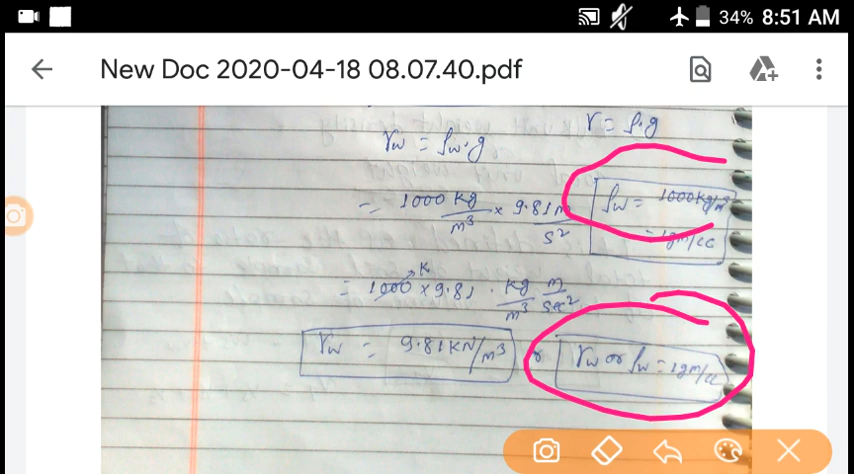 34% 8:51 AM
New Doc 2020-04-18 08.07.40.pdf
γ = ρ.g
γw = ρw.g
= 1000 kg/m³ × 9.81 m/s²
ρw = 1000kg/m³
= 1gm/cc
= 1000 K × 9.81 . kg/m³ m/sec²
γw = 9.81 KN/m³
γw or ρw = 1gm/cc